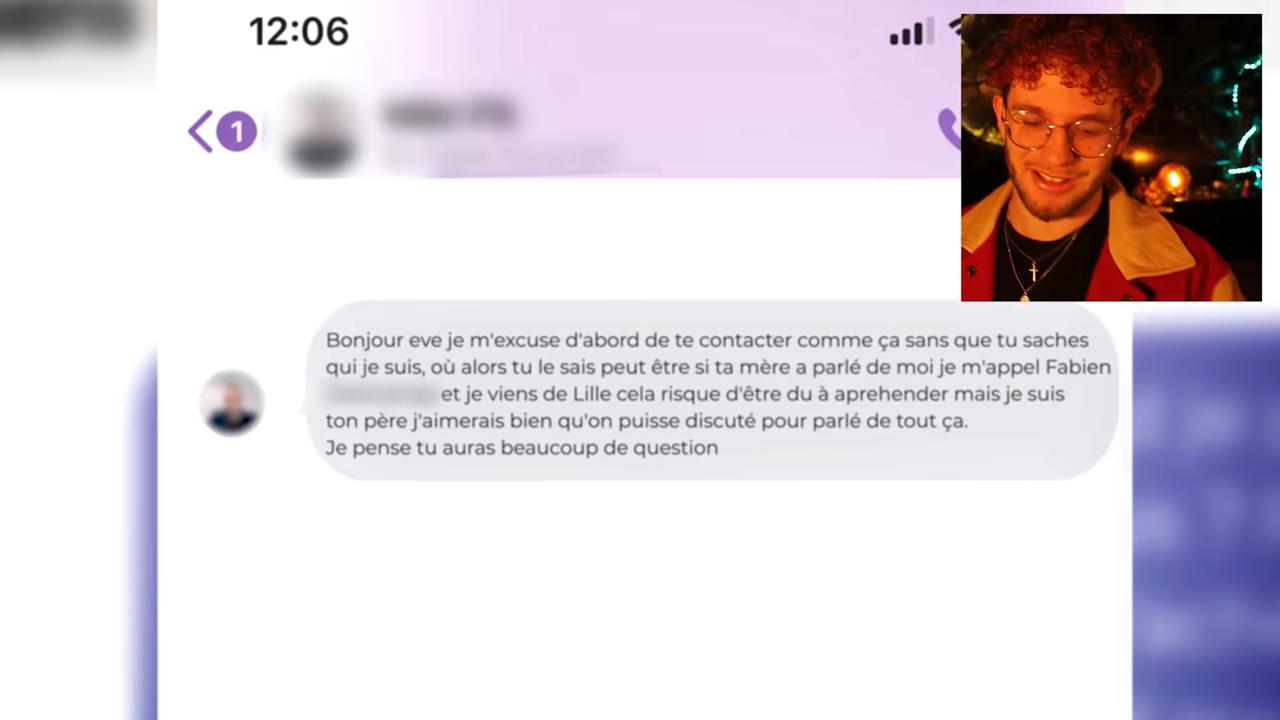 12:06
1
Bonjour eve je m'excuse d'abord de te contacter comme ça sans que tu saches
qui je suis, où alors tu le sais peut être si ta mère a parlé de moi je m'appel Fabien
et je viens de Lille cela risque d'être du à aprehender mais je suis
ton père j'aimerais bien qu'on puisse discuté pour parlé de tout ça.
Je pense tu auras beaucoup de question